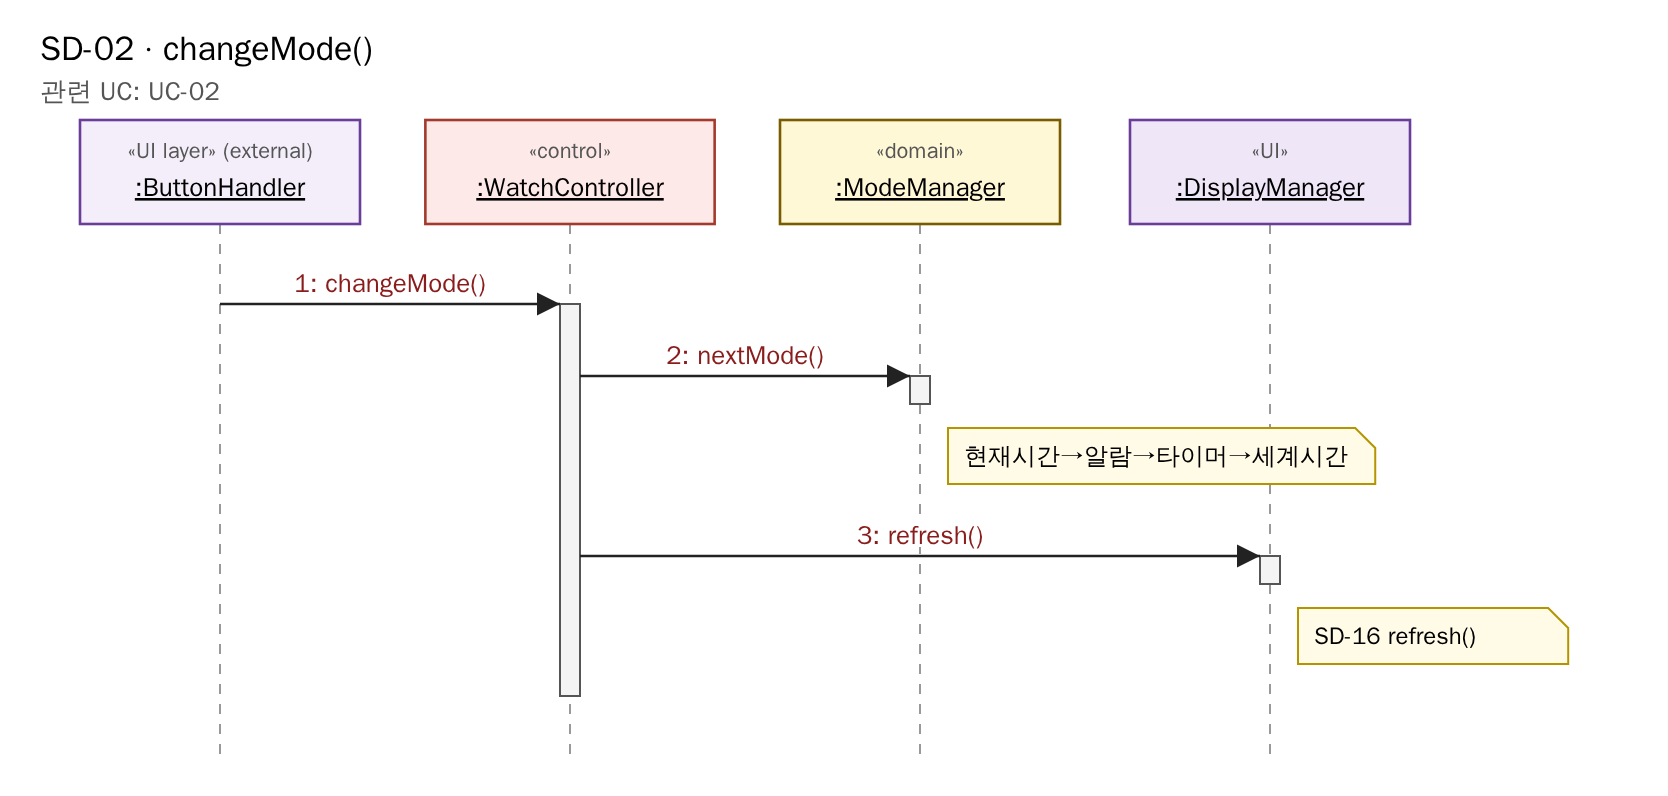 SD-02 · changeMode()
관련 UC: UC-02
«UI layer» (external)
:ButtonHandler
«control»
:WatchController
«domain»
:ModeManager
«UI»
:DisplayManager
1: changeMode()
2: nextMode()
현재시간→알람→타이머→세계시간
3: refresh()
SD-16 refresh()